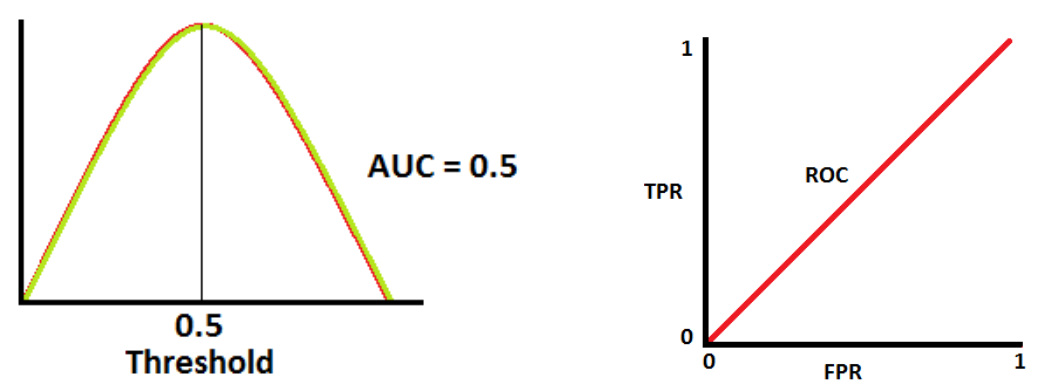 AUC = 0.5
0.5
Threshold
1
TPR
ROC
0
0
1
FPR